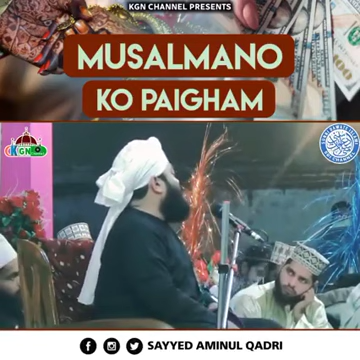 KGN CHANNEL PRESENTS
MUSALMANO
KO PAIGHAM
KGN
SAYYED AMINUL QADRI